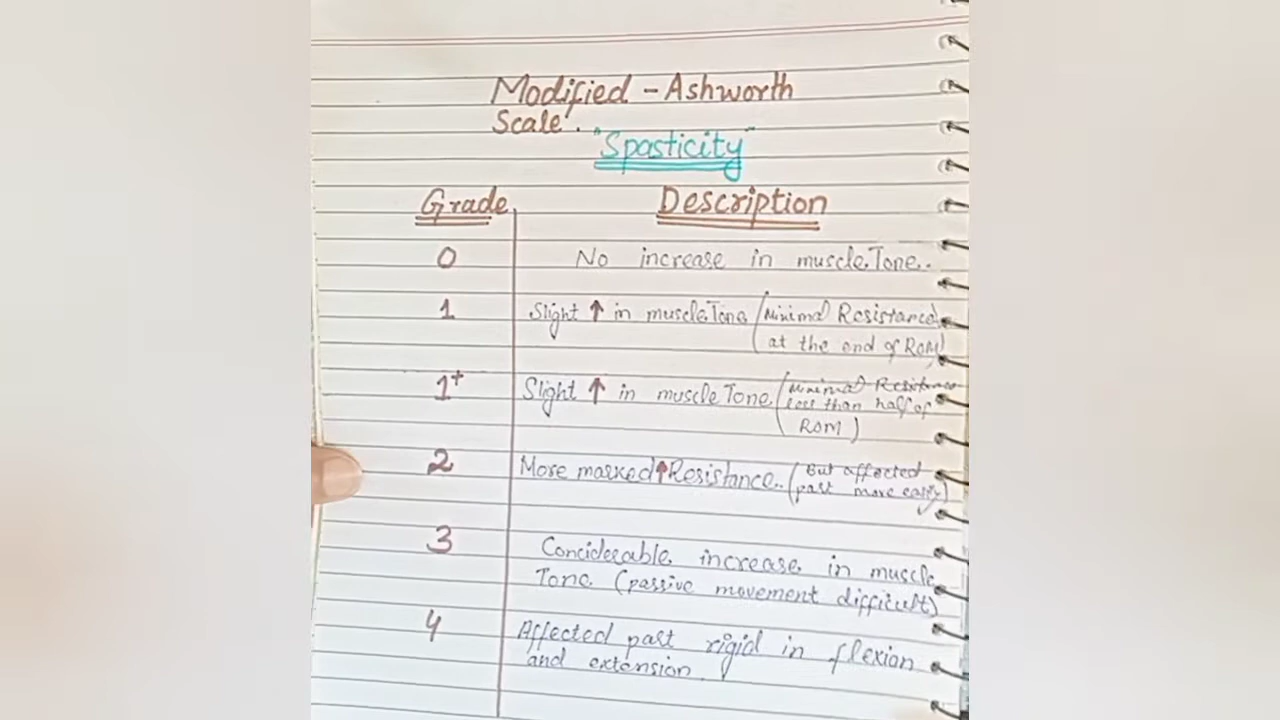 Modified - Ashworth
Scale.
"Spasticity"
Grade Description
0 No increase in muscle Tone..
1 Slight ↑ in muscle Tone (Minimal Resistance
at the end of ROM)
1+ Slight ↑ in muscle Tone (Minimal Resistance
less than half of
ROM)
2 More marked ↑ Resistance.. (But affected
part more easily)
3 Conciderable increase in muscle
Tone (passive movement difficult)
4 Affected part rigid in flexion
and extension.